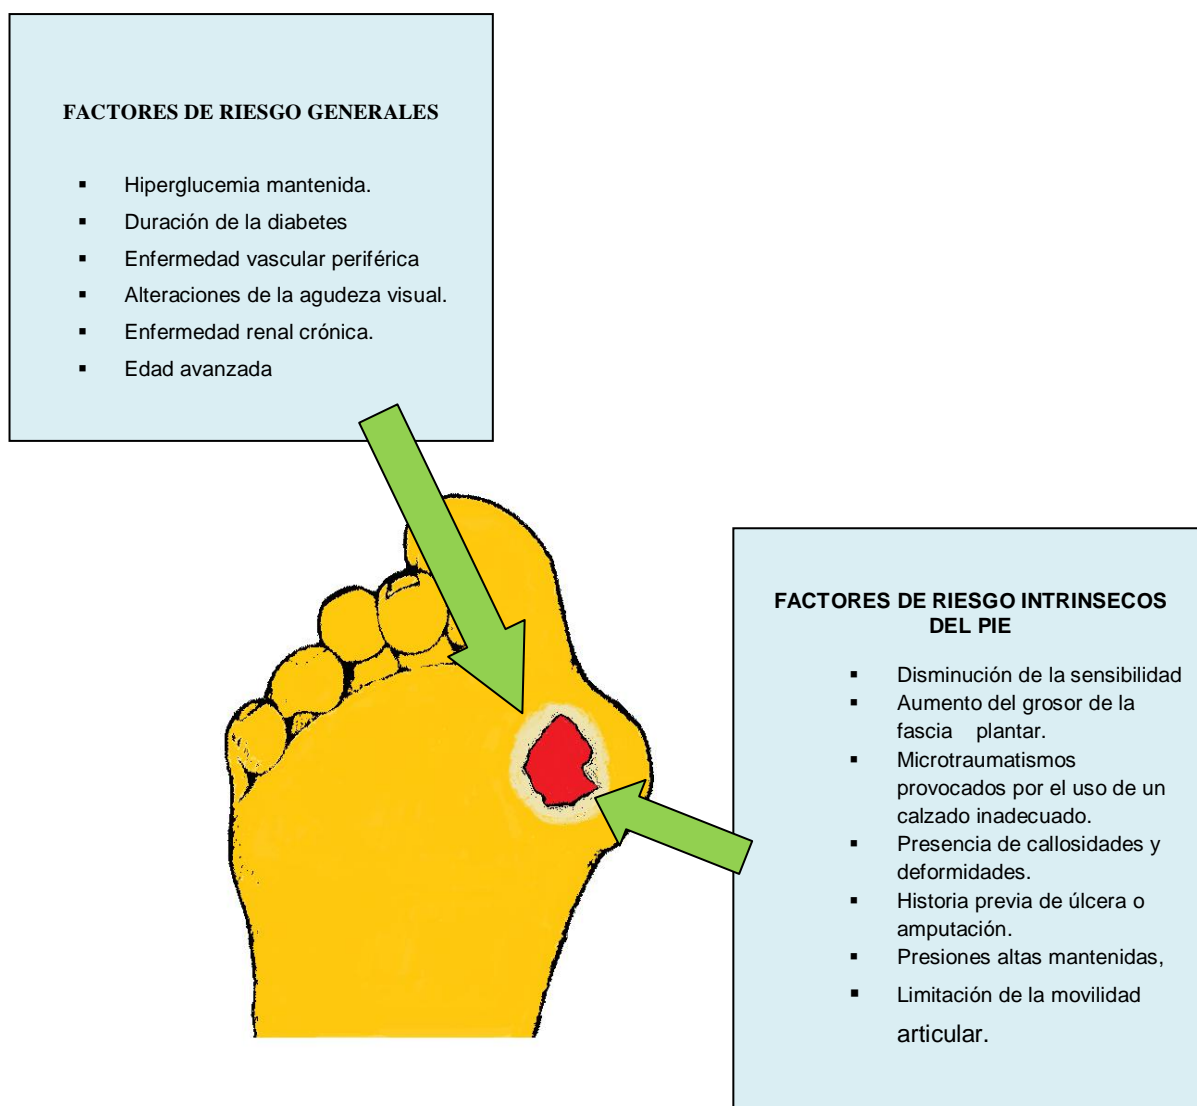 FACTORES DE RIESGO GENERALES
▪ Hiperglucemia mantenida.
▪ Duración de la diabetes
▪ Enfermedad vascular periférica
▪ Alteraciones de la agudeza visual.
▪ Enfermedad renal crónica.
▪ Edad avanzada
FACTORES DE RIESGO INTRINSECOS
DEL PIE
▪ Disminución de la sensibilidad
▪ Aumento del grosor de la
fascia plantar.
▪ Microtraumatismos
provocados por el uso de un
calzado inadecuado.
▪ Presencia de callosidades y
deformidades.
▪ Historia previa de úlcera o
amputación.
▪ Presiones altas mantenidas,
▪ Limitación de la movilidad
articular.